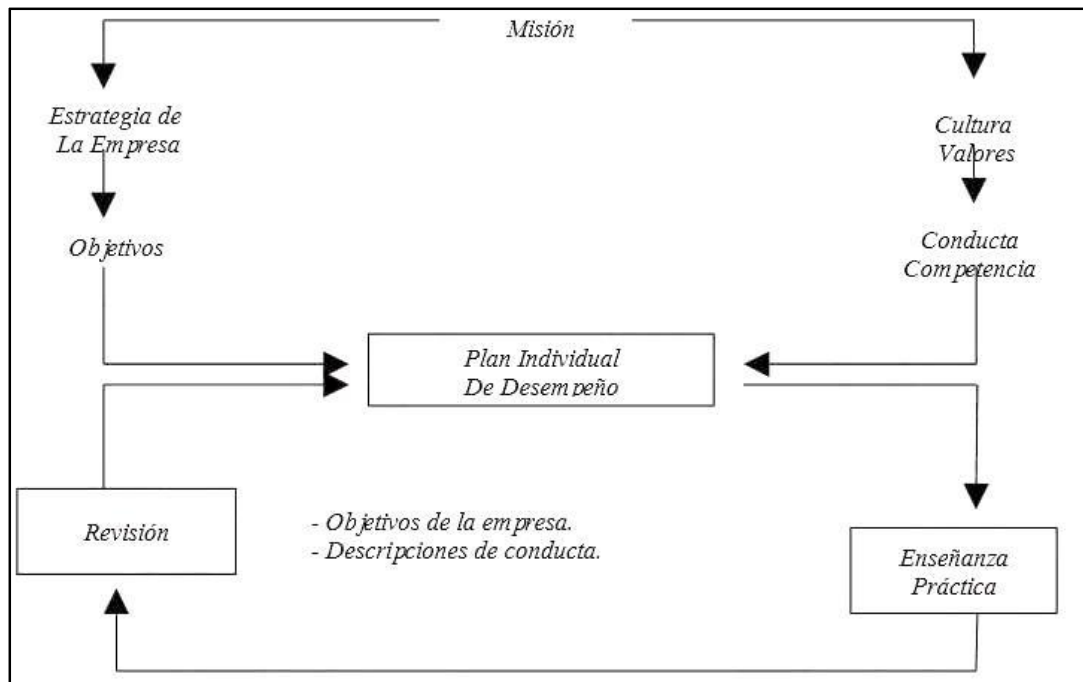 Misión
Estrategia de
La Empresa
Cultura
Valores
Objetivos
Conducta
Competencia
Plan Individual
De Desempeño
Revisión
- Objetivos de la empresa.
- Descripciones de conducta.
Enseñanza
Práctica